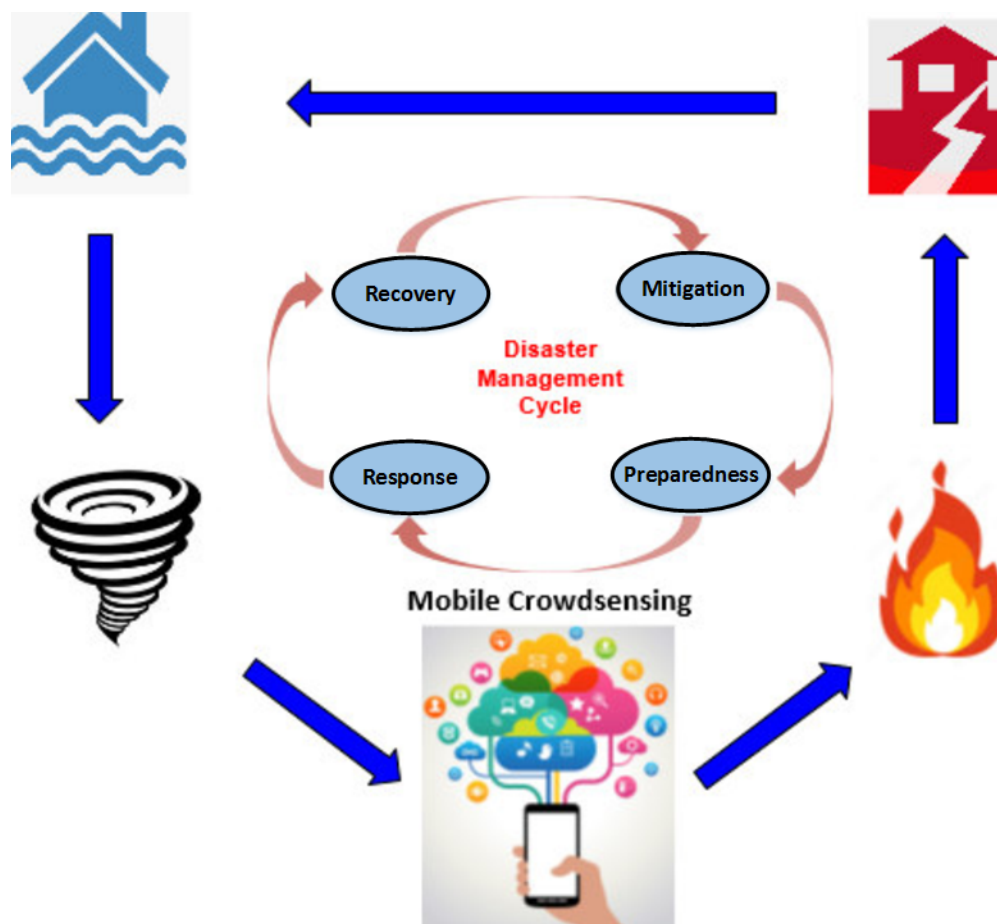 Recovery
Mitigation
Disaster
Management
Cycle
Response
Preparedness
Mobile Crowdsensing